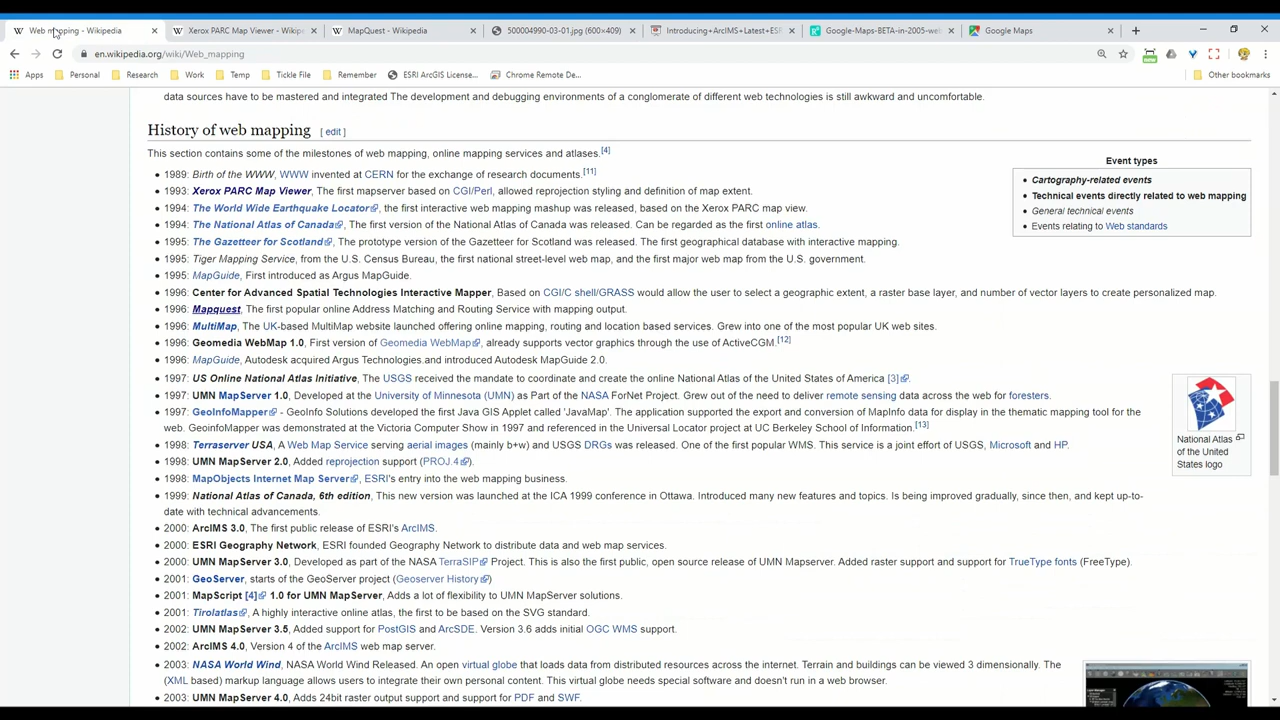 Web mapping - Wikipedia
Xerox PARC Map Viewer - Wikipedia
MapQuest - Wikipedia
500004990-03-01.jpg (600×409)
Introducing+ArcIMS+Latest+ESR
Google-Maps-BETA-in-2005-web
Google Maps
en.wikipedia.org/wiki/Web_mapping
Apps Personal Research Work Temp Tickle File Remember ESRI ArcGIS License... Chrome Remote De... Other bookmarks
data sources have to be mastered and integrated The development and debugging environments of a conglomerate of different web technologies is still awkward and uncomfortable.
History of web mapping [ edit ]
This section contains some of the milestones of web mapping, online mapping services and atlases.[4]
• 1989: Birth of the WWW, WWW invented at CERN for the exchange of research documents.[11]
• 1993: Xerox PARC Map Viewer, The first mapserver based on CGI/Perl, allowed reprojection styling and definition of map extent.
• 1994: The World Wide Earthquake Locator, the first interactive web mapping mashup was released, based on the Xerox PARC map view.
• 1994: The National Atlas of Canada, The first version of the National Atlas of Canada was released. Can be regarded as the first online atlas.
• 1995: The Gazetteer for Scotland, The prototype version of the Gazetteer for Scotland was released. The first geographical database with interactive mapping.
• 1995: Tiger Mapping Service, from the U.S. Census Bureau, the first national street-level web map, and the first major web map from the U.S. government.
• 1995: MapGuide, First introduced as Argus MapGuide.
• 1996: Center for Advanced Spatial Technologies Interactive Mapper, Based on CGI/C shell/GRASS would allow the user to select a geographic extent, a raster base layer, and number of vector layers to create personalized map.
• 1996: Mapquest, The first popular online Address Matching and Routing Service with mapping output.
• 1996: MultiMap, The UK-based MultiMap website launched offering online mapping, routing and location based services. Grew into one of the most popular UK web sites.
• 1996: Geomedia WebMap 1.0, First version of Geomedia WebMap, already supports vector graphics through the use of ActiveCGM.[12]
• 1996: MapGuide, Autodesk acquired Argus Technologies.and introduced Autodesk MapGuide 2.0.
• 1997: US Online National Atlas Initiative, The USGS received the mandate to coordinate and create the online National Atlas of the United States of America [3].
• 1997: UMN MapServer 1.0, Developed at the University of Minnesota (UMN) as Part of the NASA ForNet Project. Grew out of the need to deliver remote sensing data across the web for foresters.
• 1997: GeoInfoMapper - GeoInfo Solutions developed the first Java GIS Applet called 'JavaMap'. The application supported the export and conversion of MapInfo data for display in the thematic mapping tool for the
web. GeoinfoMapper was demonstrated at the Victoria Computer Show in 1997 and referenced in the Universal Locator project at UC Berkeley School of Information.[13]
• 1998: Terraserver USA, A Web Map Service serving aerial images (mainly b+w) and USGS DRGs was released. One of the first popular WMS. This service is a joint effort of USGS, Microsoft and HP.
• 1998: UMN MapServer 2.0, Added reprojection support (PROJ.4).
• 1998: MapObjects Internet Map Server, ESRI's entry into the web mapping business.
• 1999: National Atlas of Canada, 6th edition, This new version was launched at the ICA 1999 conference in Ottawa. Introduced many new features and topics. Is being improved gradually, since then, and kept up-to-
date with technical advancements.
• 2000: ArcIMS 3.0, The first public release of ESRI's ArcIMS.
• 2000: ESRI Geography Network, ESRI founded Geography Network to distribute data and web map services.
• 2000: UMN MapServer 3.0, Developed as part of the NASA TerraSIP Project. This is also the first public, open source release of UMN Mapserver. Added raster support and support for TrueType fonts (FreeType).
• 2001: GeoServer, starts of the GeoServer project (Geoserver History)
• 2001: MapScript [4] 1.0 for UMN MapServer, Adds a lot of flexibility to UMN MapServer solutions.
• 2001: Tirolatlas, A highly interactive online atlas, the first to be based on the SVG standard.
• 2002: UMN MapServer 3.5, Added support for PostGIS and ArcSDE. Version 3.6 adds initial OGC WMS support.
• 2002: ArcIMS 4.0, Version 4 of the ArcIMS web map server.
• 2003: NASA World Wind, NASA World Wind Released. An open virtual globe that loads data from distributed resources across the internet. Terrain and buildings can be viewed 3 dimensionally. The
(XML based) markup language allows users to integrate their own personal content. This virtual globe needs special software and doesn't run in a web browser.
• 2003: UMN MapServer 4.0, Adds 24bit raster output support and support for PDF and SWF.
Event types
• Cartography-related events
• Technical events directly related to web mapping
• General technical events
• Events relating to Web standards
National Atlas
of the United
States logo